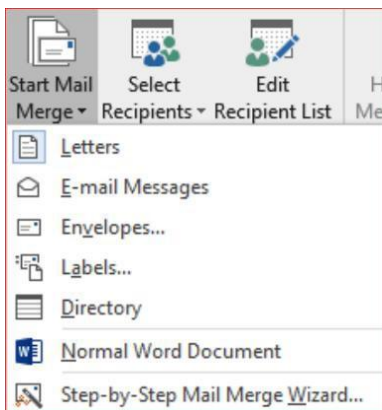 Start Mail Select Edit H
Merge Recipients Recipient List Me
Letters
E-mail Messages
Envelopes...
Labels...
Directory
Normal Word Document
Step-by-Step Mail Merge Wizard...